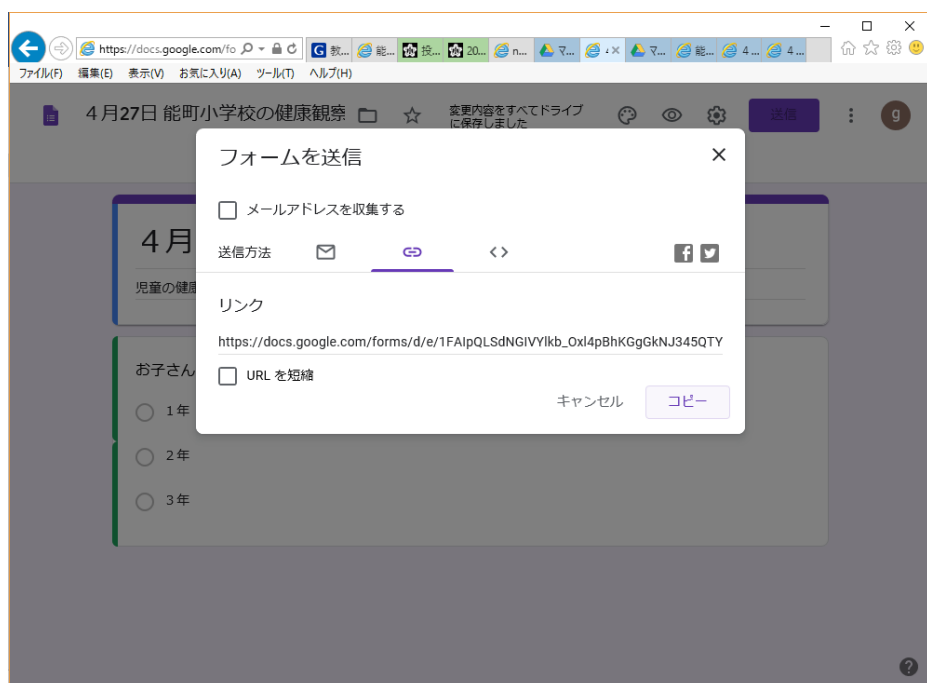 https://docs.google.com/fo
教...
能...
投...
20...
n...
マ...
マ...
能...
4...
4...
ファイル(F) 編集(E) 表示(V) お気に入り(A) ツール(T) ヘルプ(H)
４月27日 能町小学校の健康観察
変更内容をすべてドライブ
に保存しました
送信
g
フォームを送信
メールアドレスを収集する
送信方法
リンク
https://docs.google.com/forms/d/e/1FAIpQLSdNGIVYlkb_Oxl4pBhKGgGkNJ345QTY
URL を短縮
キャンセル
コピー
４月
児童の健康
お子さん
1年
2年
3年